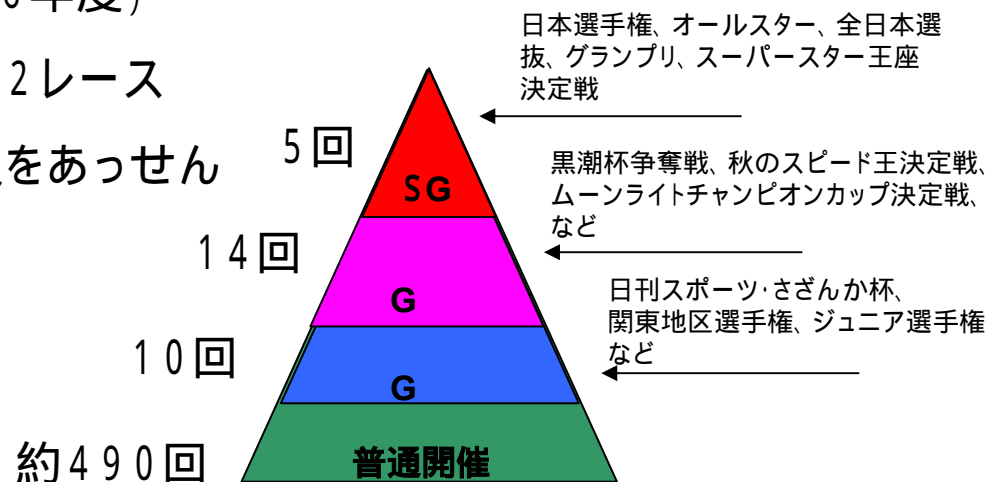 年度)
2レース
をあっせん
日本選手権、オールスター、全日本選
抜、グランプリ、スーパースター王座
決定戦
5回
SG
黒潮杯争奪戦、秋のスピード王決定戦、
ムーンライトチャンピオンカップ決定戦、
など
14回
G
日刊スポーツ・さざんか杯、
関東地区選手権、ジュニア選手権
など
10回
G
約490回
普通開催